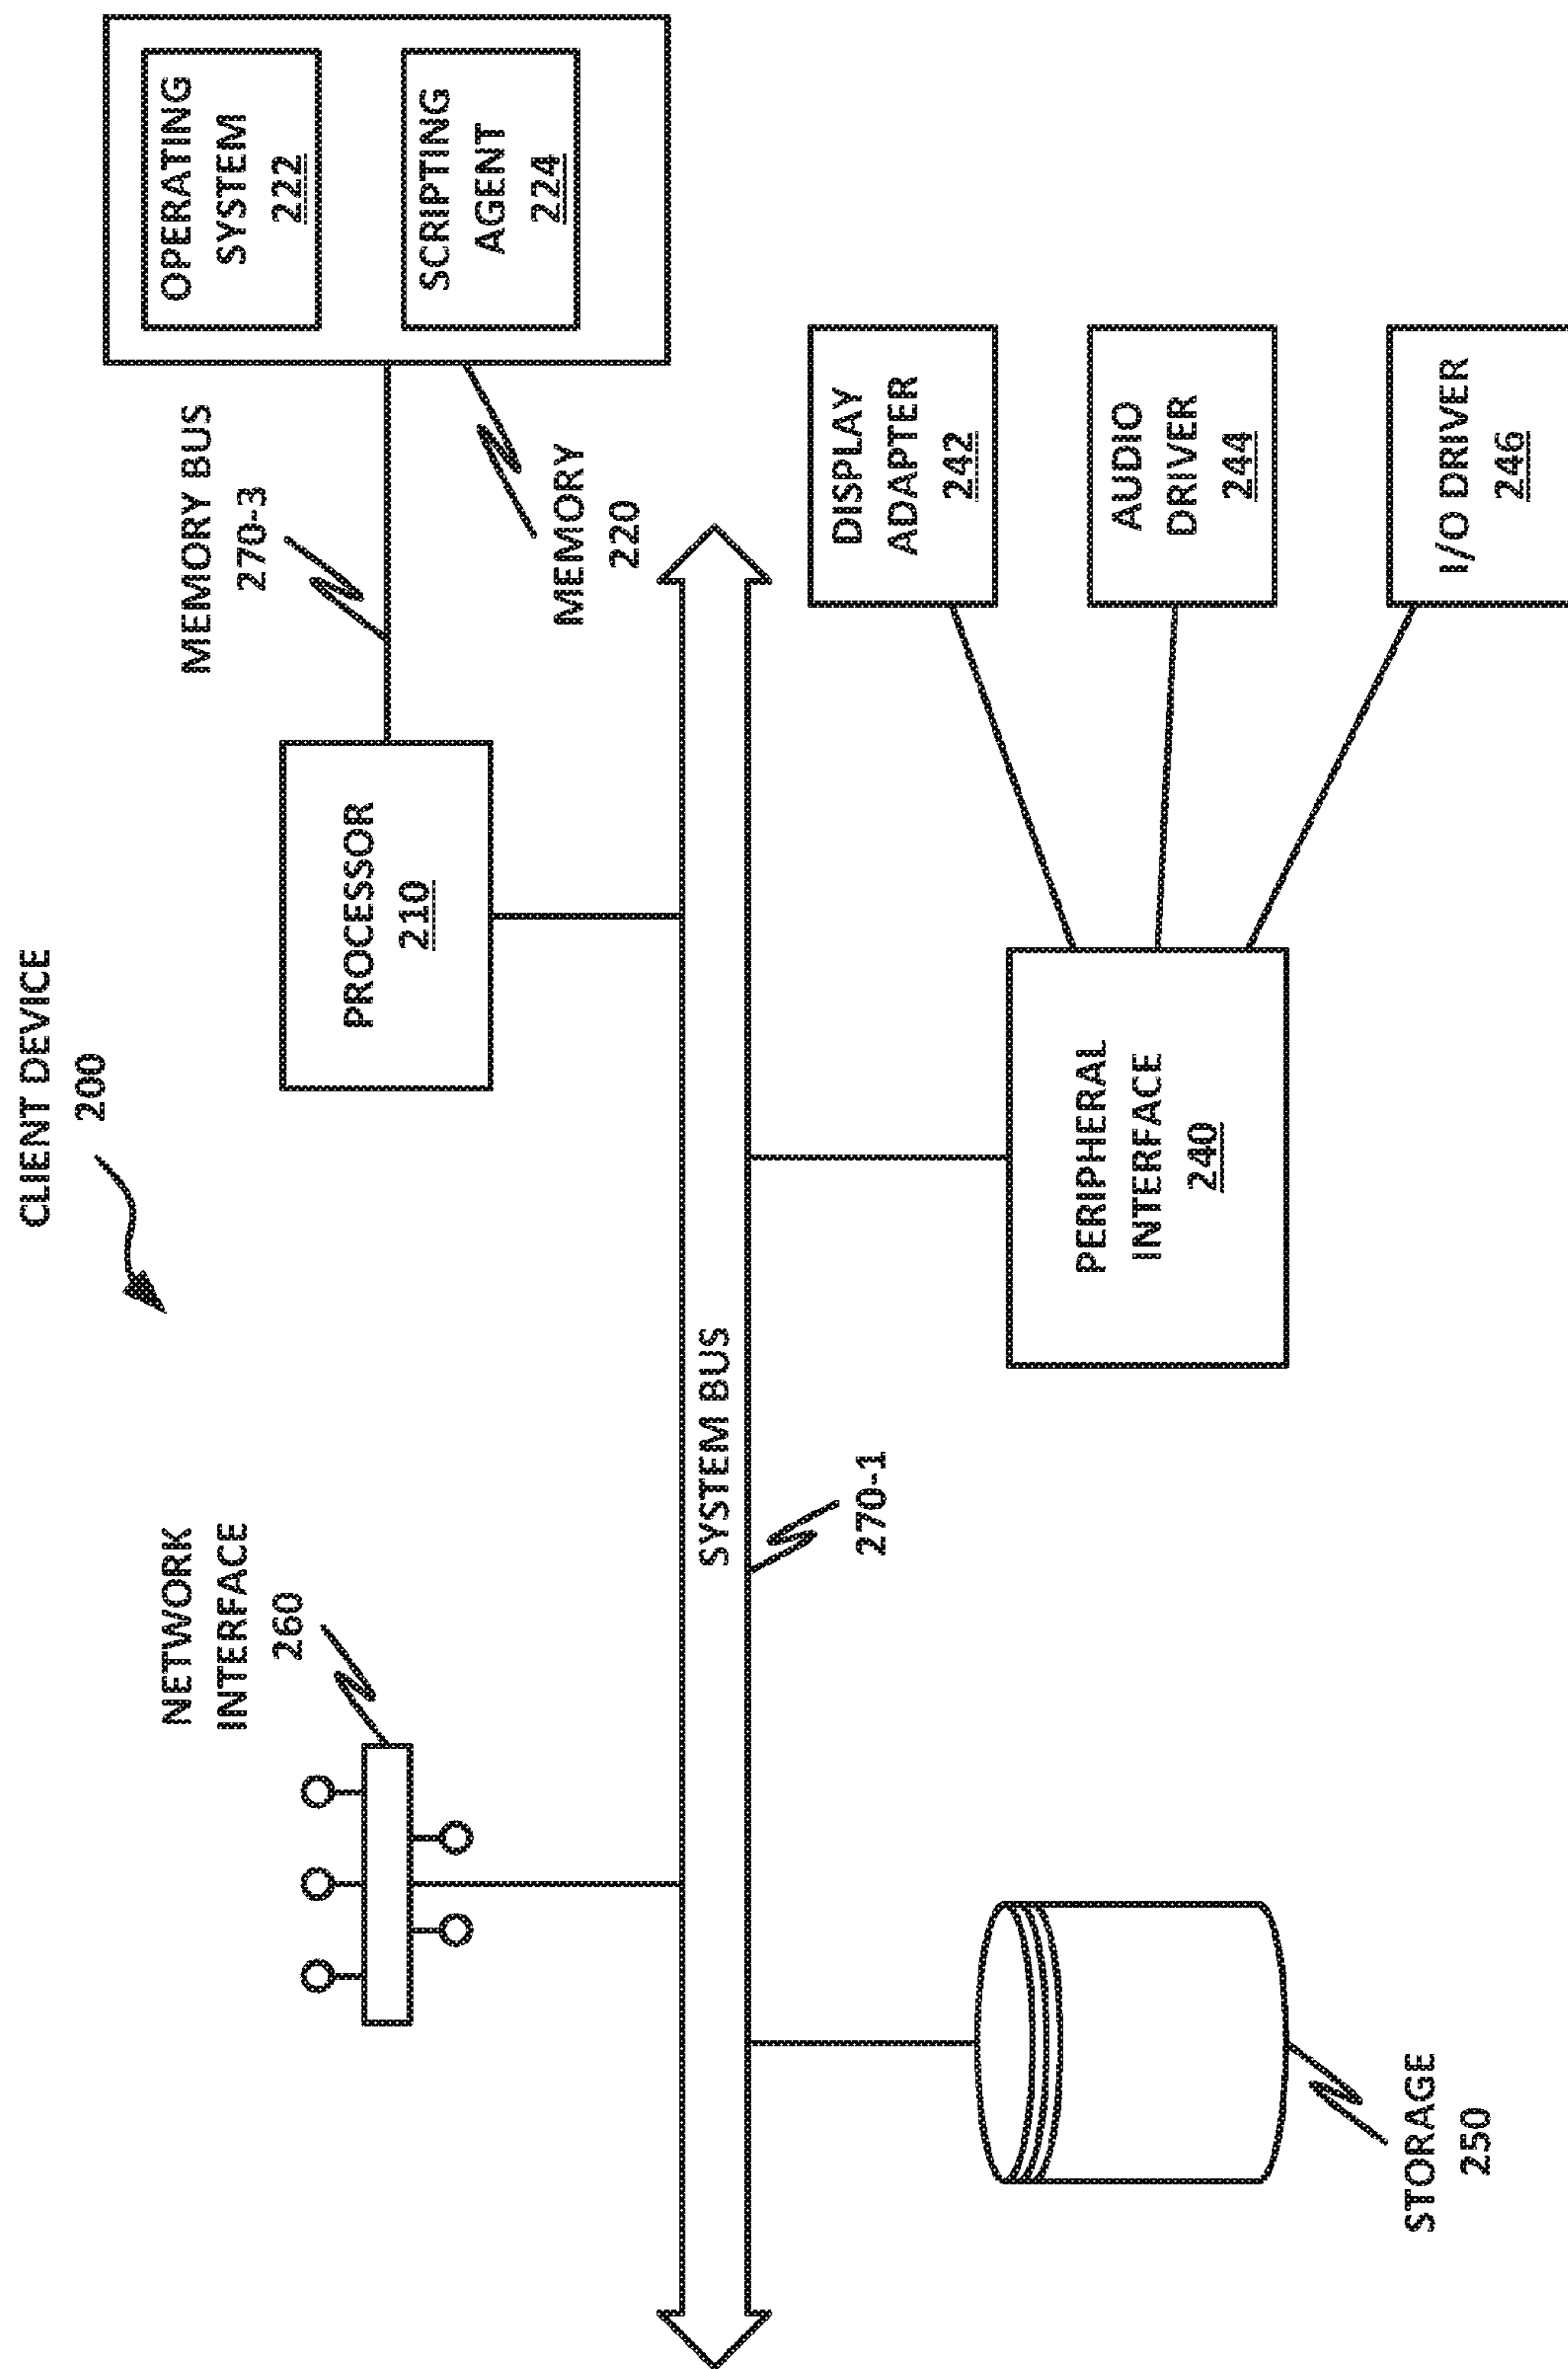 CLIENT DEVICE
200
NETWORK
INTERFACE
260
PROCESSOR
210
MEMORY BUS
270-3
OPERATING
SYSTEM
222
SCRIPTING
AGENT
224
MEMORY
220
SYSTEM BUS
270-1
STORAGE
250
PERIPHERAL
INTERFACE
240
DISPLAY
ADAPTER
242
AUDIO
DRIVER
244
I/O DRIVER
246